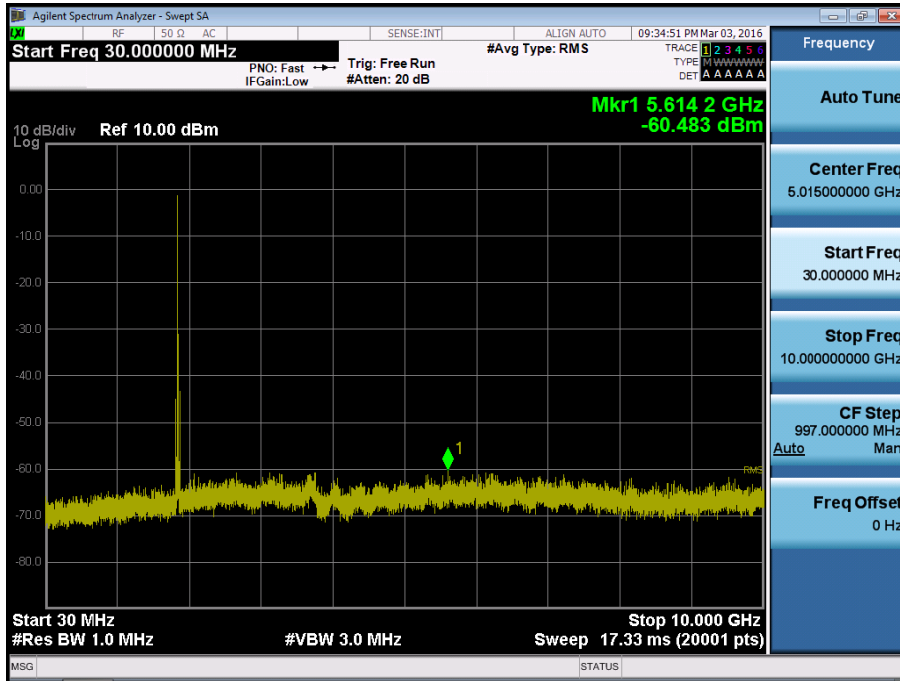 Agilent Spectrum Analyzer - Swept SA
LXI RF 50 Ω AC SENSE:INT ALIGN AUTO 09:34:51 PM Mar 03, 2016
Start Freq 30.000000 MHz
PNO: Fast
IFGain:Low
Trig: Free Run
#Atten: 20 dB
#Avg Type: RMS
TRACE 1 2 3 4 5 6
TYPE M WWWWW
DET A A A A A A
Mkr1 5.614 2 GHz
-60.483 dBm
10 dB/div Ref 10.00 dBm
Log
0.00
-10.0
-20.0
-30.0
-40.0
-50.0
-60.0
-70.0
-80.0
1
RMS
Start 30 MHz Stop 10.000 GHz
#Res BW 1.0 MHz #VBW 3.0 MHz Sweep 17.33 ms (20001 pts)
MSG STATUS
Frequency
Auto Tune
Center Freq
5.015000000 GHz
Start Freq
30.000000 MHz
Stop Freq
10.000000000 GHz
CF Step
997.000000 MHz
Auto Man
Freq Offset
0 Hz